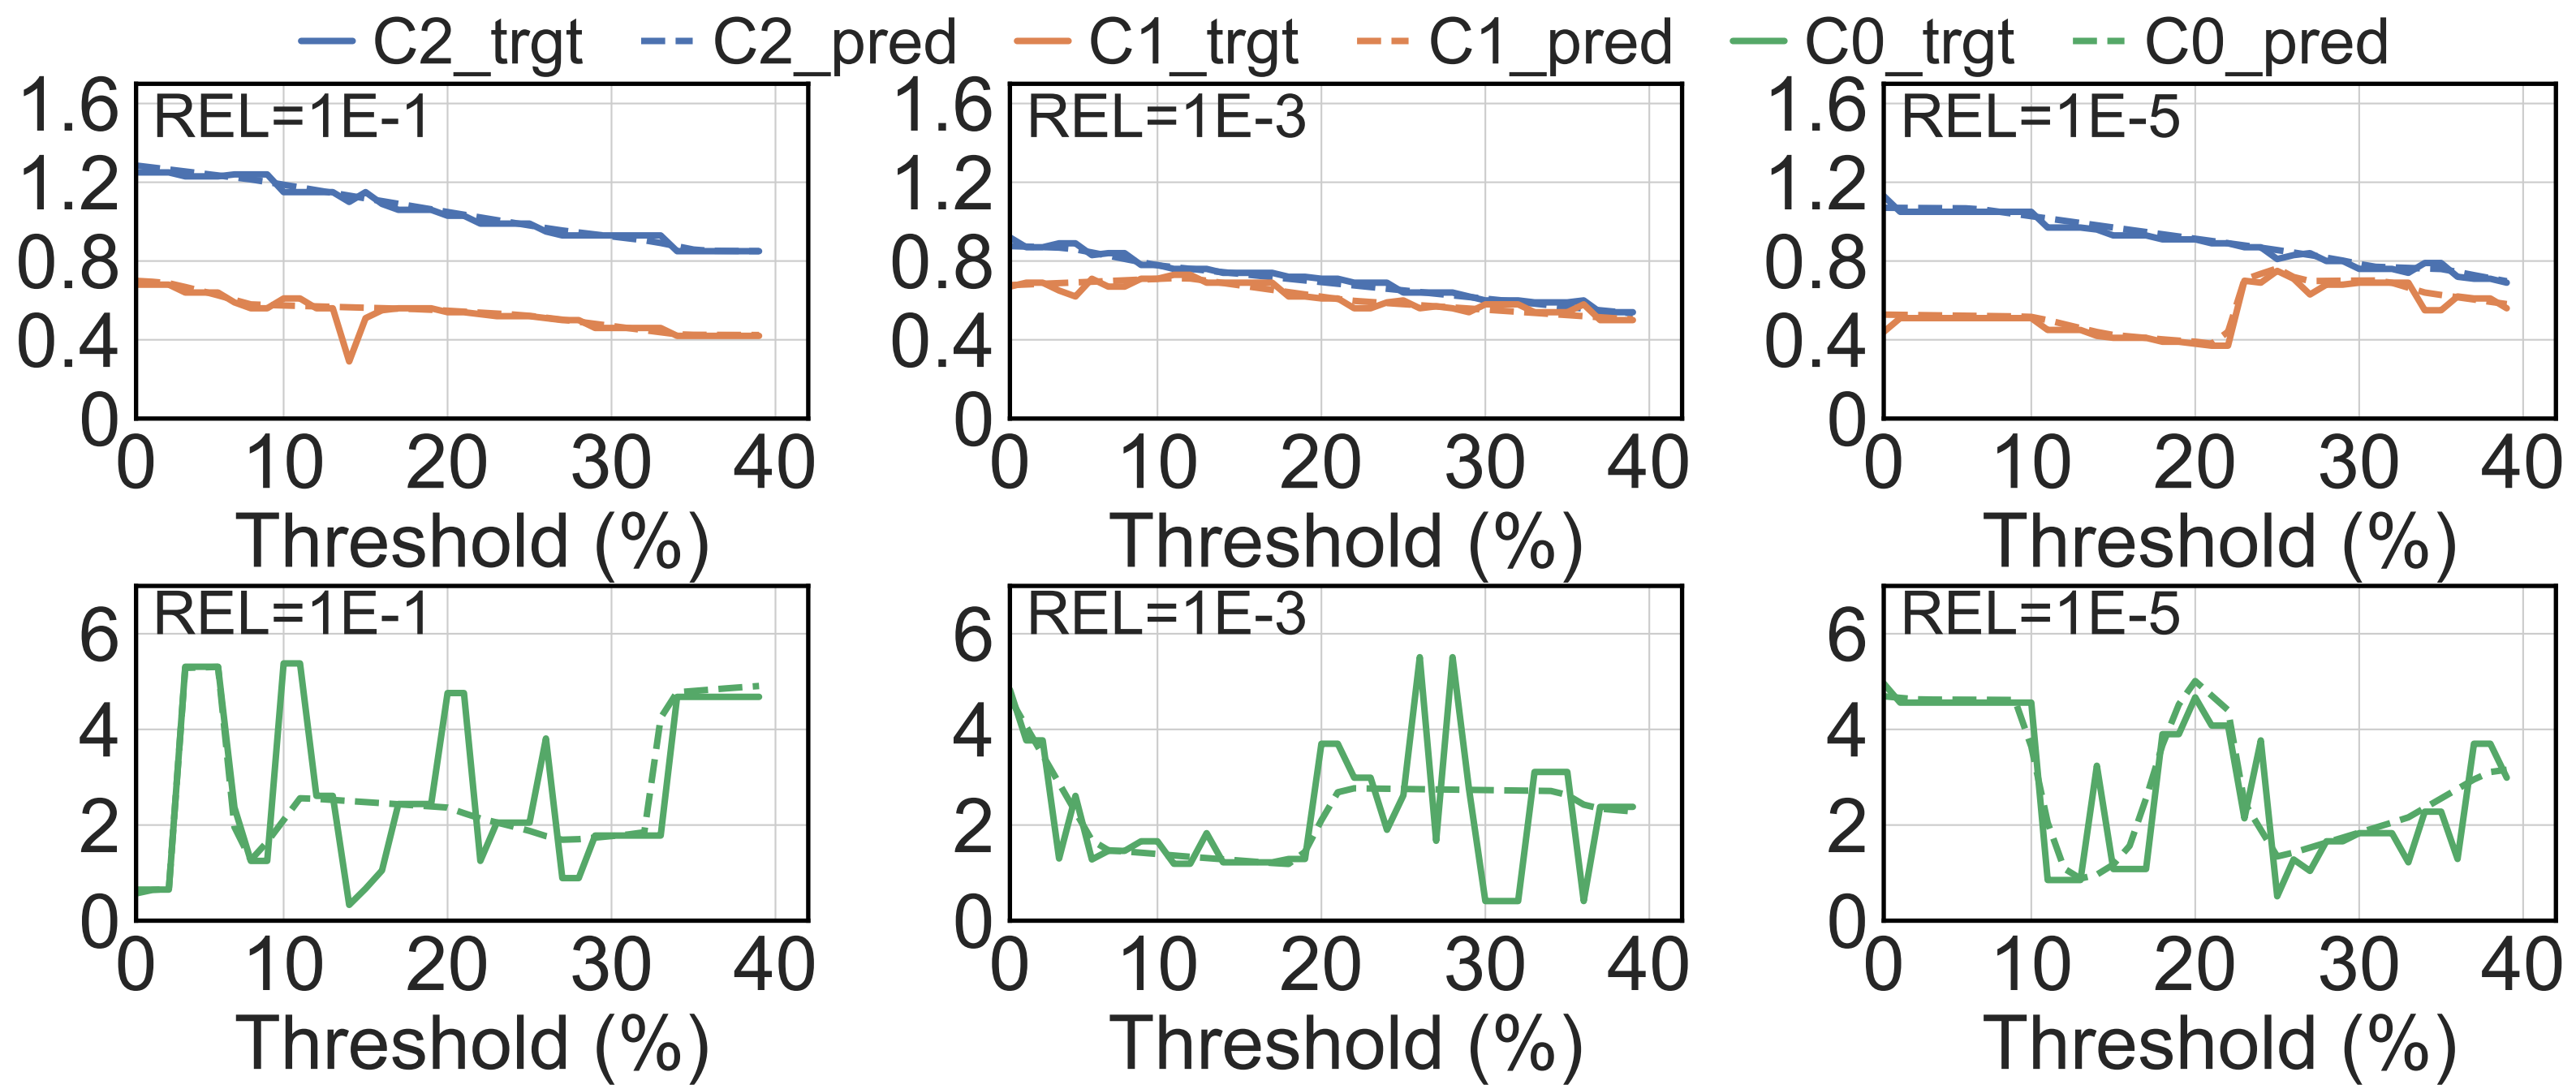 C2_trgt C2_pred C1_trgt C1_pred C0_trgt C0_pred
REL=1E-1 REL=1E-3 REL=1E-5
1.6 1.6 1.6
1.2 1.2 1.2
0.8 0.8 0.8
0.4 0.4 0.4
0 0 0
0 10 20 30 40 0 10 20 30 40 0 10 20 30 40
Threshold (%) Threshold (%) Threshold (%)
REL=1E-1 REL=1E-3 REL=1E-5
6 6 6
4 4 4
2 2 2
0 0 0
0 10 20 30 40 0 10 20 30 40 0 10 20 30 40
Threshold (%) Threshold (%) Threshold (%)